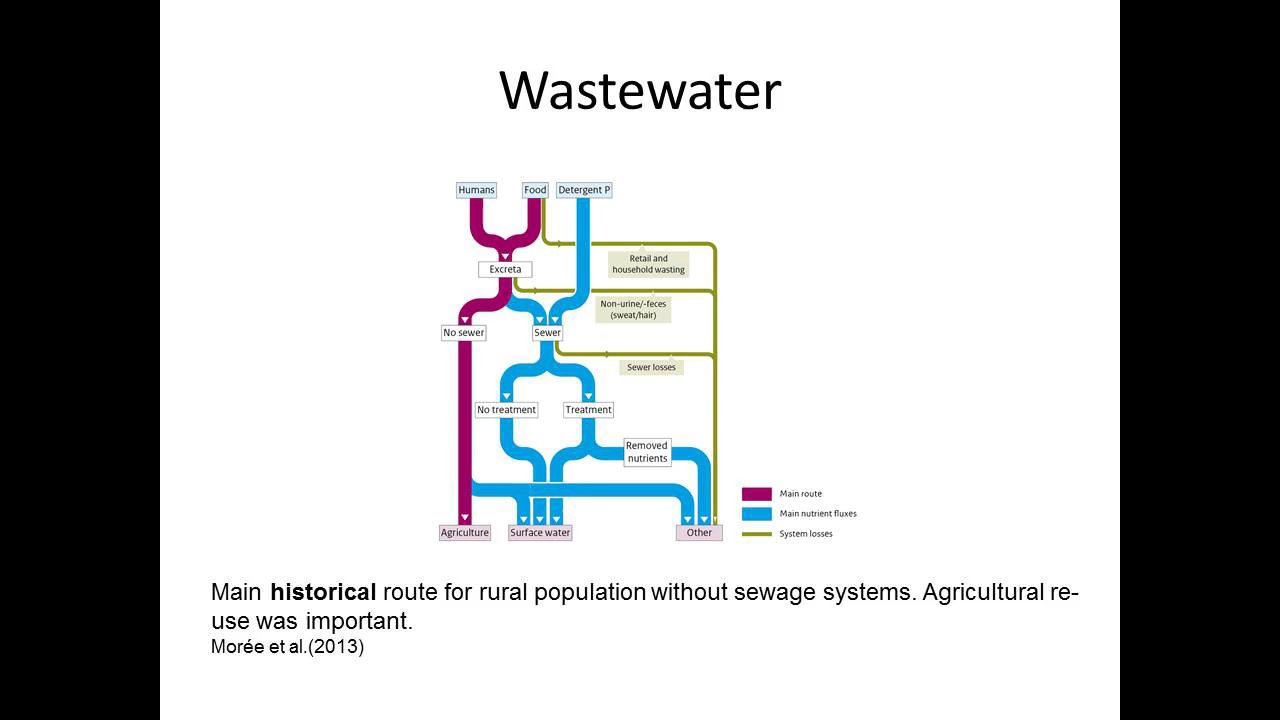 Wastewater
Humans
Food
Detergent P
Retail and
household wasting
Excreta
Non-urine/-feces
(sweat/hair)
No sewer
Sewer
Sewer losses
No treatment
Treatment
Removed
nutrients
Main route
Main nutrient fluxes
Agriculture
Surface water
Other
System losses
Main historical route for rural population without sewage systems. Agricultural re-
use was important.
Morée et al.(2013)